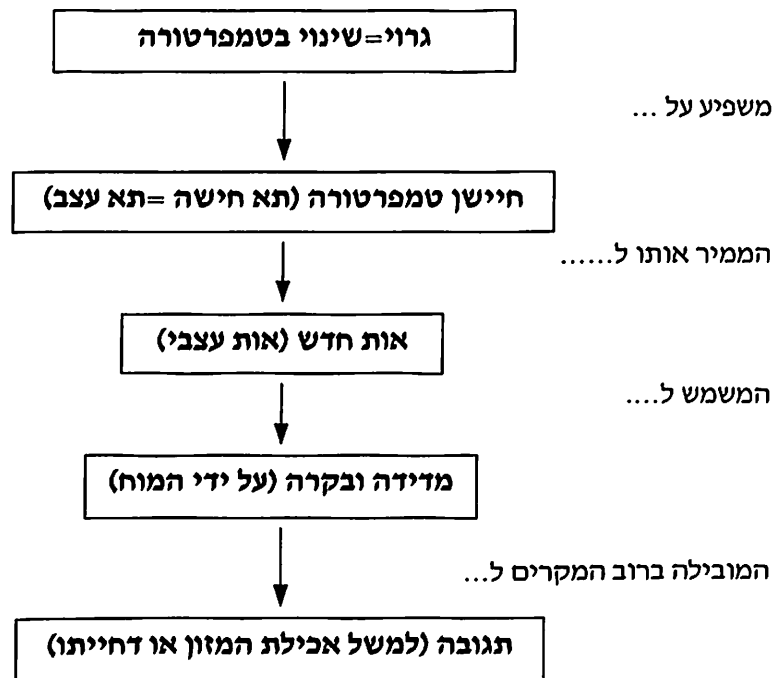 גרוי=שינוי בטמפרטורה
משפיע על ...
חיישן טמפרטורה (תא חישה =תא עצב)
הממיר אותו ל......
אות חדש (אות עצבי)
המשמש ל....
מדידה ובקרה (על ידי המוח)
המובילה ברוב המקרים ל...
תגובה (למשל אכילת המזון או דחייתו)